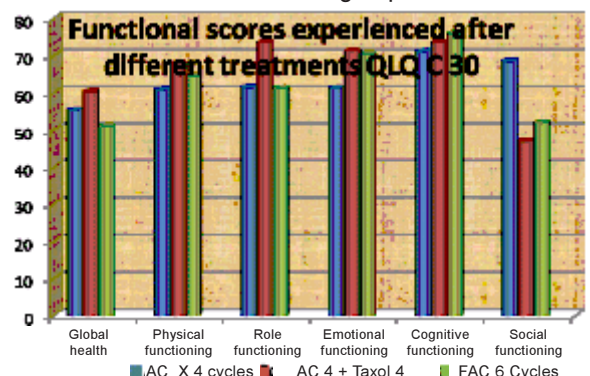 Functional scores experienced after
different treatments QLQ C 30
80
70
60
50
40
30
20
10
0
Global health
Physical functioning
Role functioning
Emotional functioning
Cognitive functioning
Social functioning
AC X 4 cycles
AC 4 + Taxol 4
FAC 6 Cycles